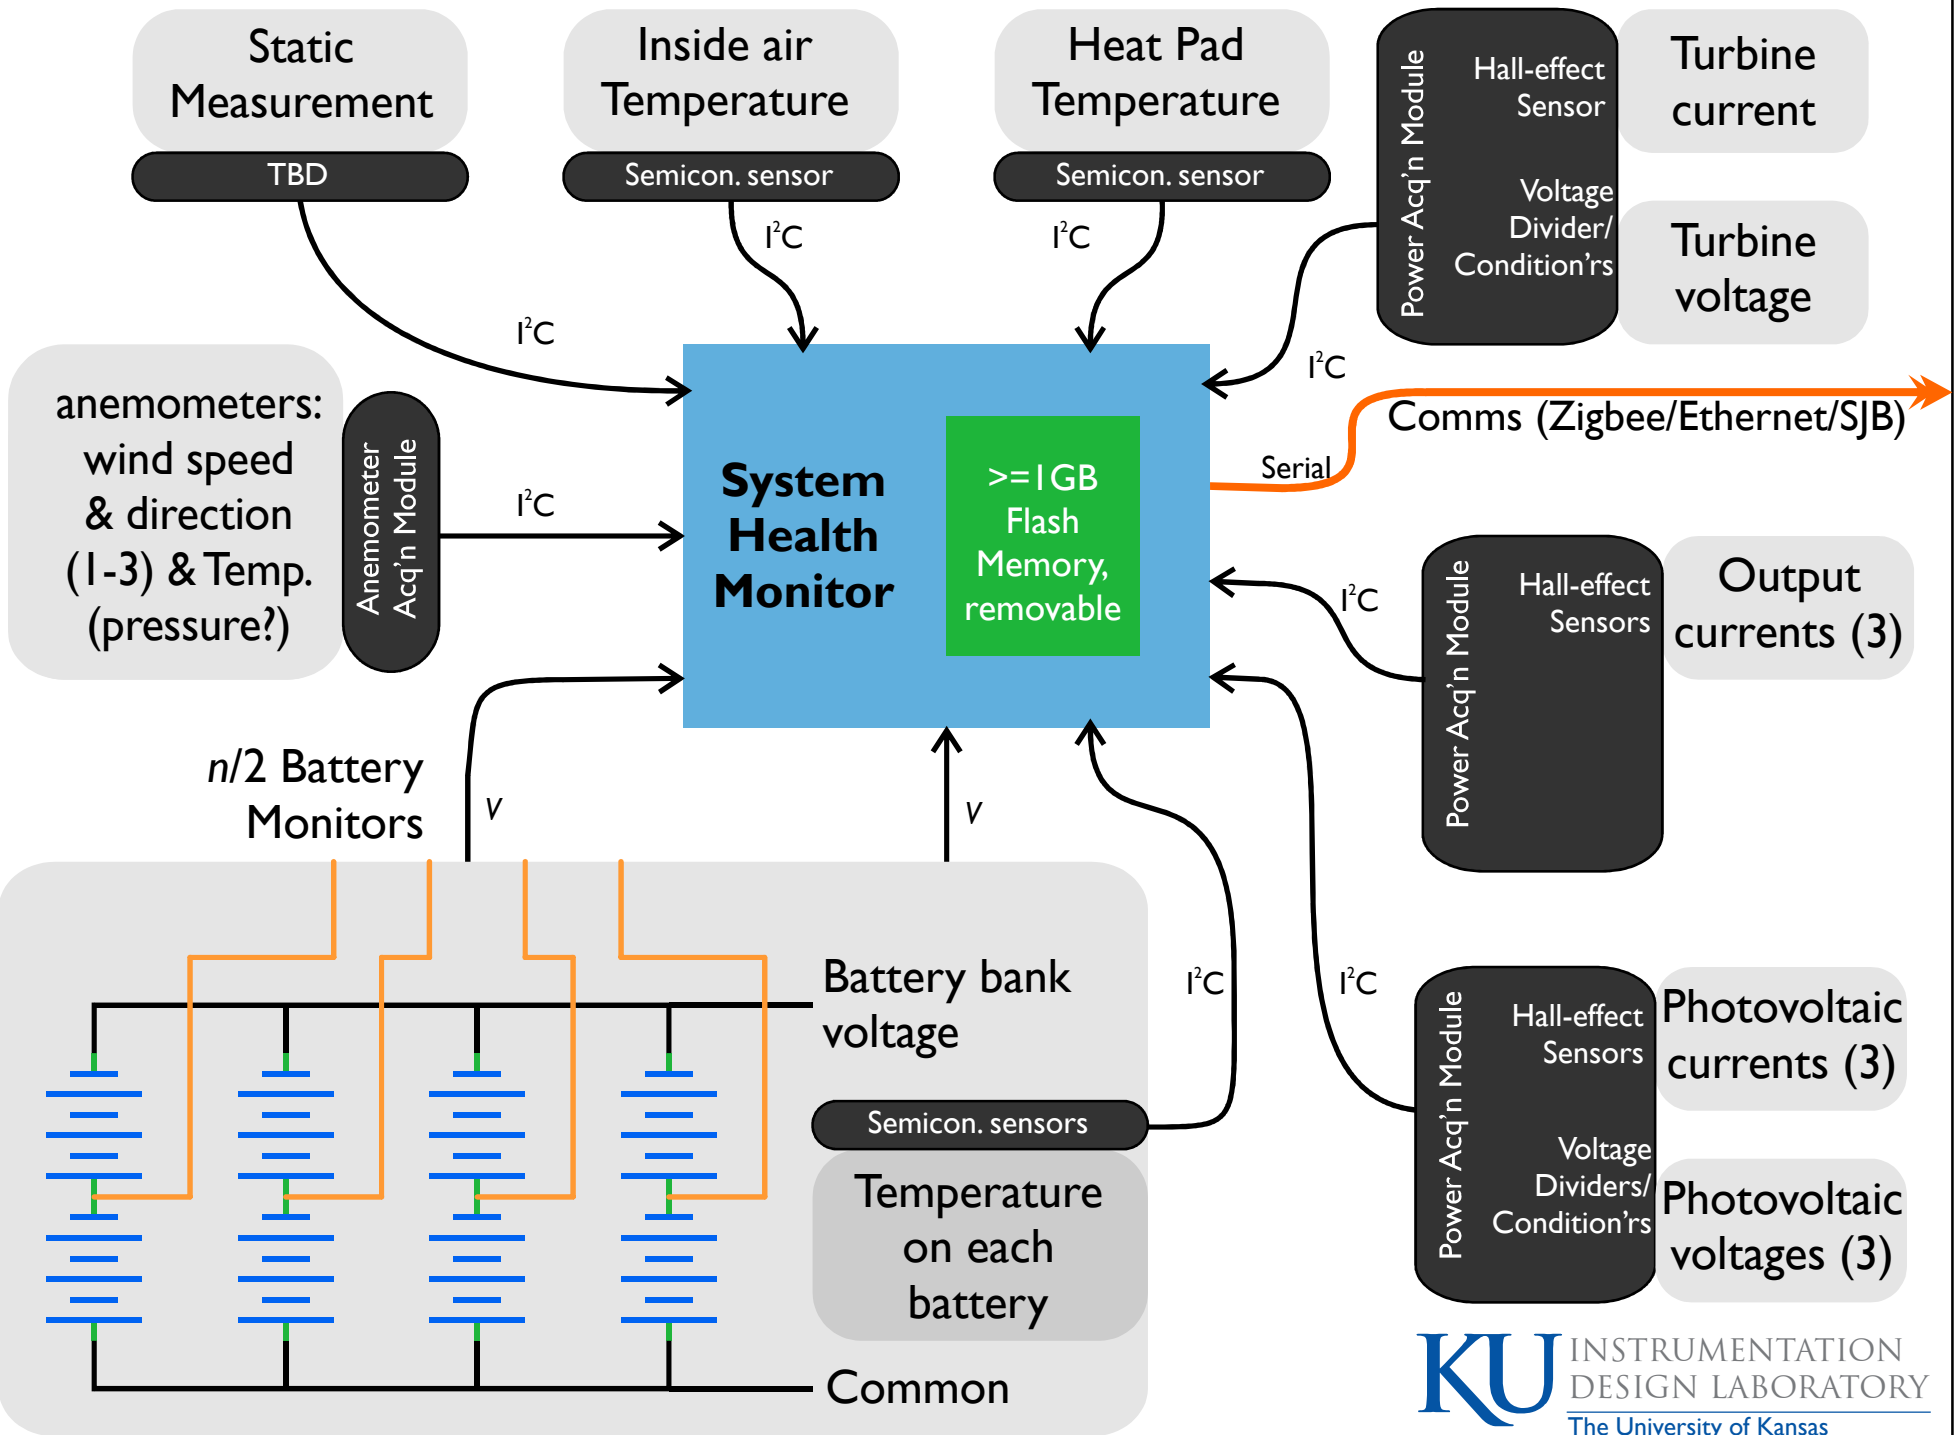 Static
Measurement
TBD
Inside air
Temperature
Semicon. sensor
Heat Pad
Temperature
Semicon. sensor
Power Acq'n Module
Hall-effect
Sensor
Voltage
Divider/
Condition'rs
Turbine
current
Turbine
voltage
I²C
I²C
I²C
I²C
anemometers:
wind speed
& direction
(1-3) & Temp.
(pressure?)
Anemometer
Acq'n Module
I²C
System
Health
Monitor
>=1GB
Flash
Memory,
removable
Serial
Comms (Zigbee/Ethernet/SJB)
I²C
Power Acq'n Module
Hall-effect
Sensors
Output
currents (3)
n/2 Battery
Monitors
V
V
I²C
I²C
Battery bank
voltage
Semicon. sensors
Temperature
on each
battery
Common
Power Acq'n Module
Hall-effect
Sensors
Voltage
Dividers/
Condition'rs
Photovoltaic
currents (3)
Photovoltaic
voltages (3)
KU
INSTRUMENTATION
DESIGN LABORATORY
The University of Kansas